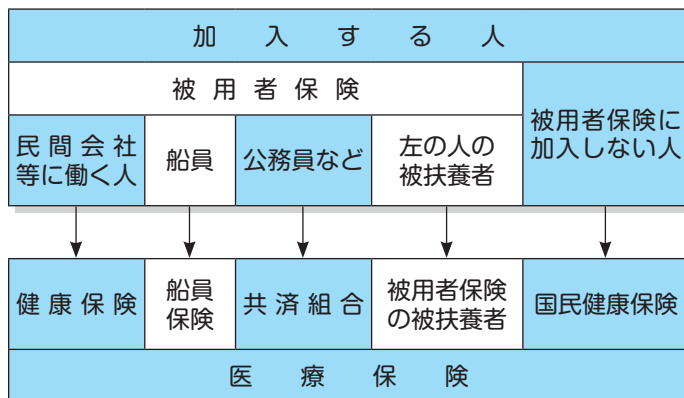 加入する人
被用者保険
被用者保険に
加入しない人
民間会社
等に働く人
船員
公務員など
左の人の
被扶養者
健康保険
船員
保険
共済組合
被用者保険
の被扶養者
国民健康保険
医療保険